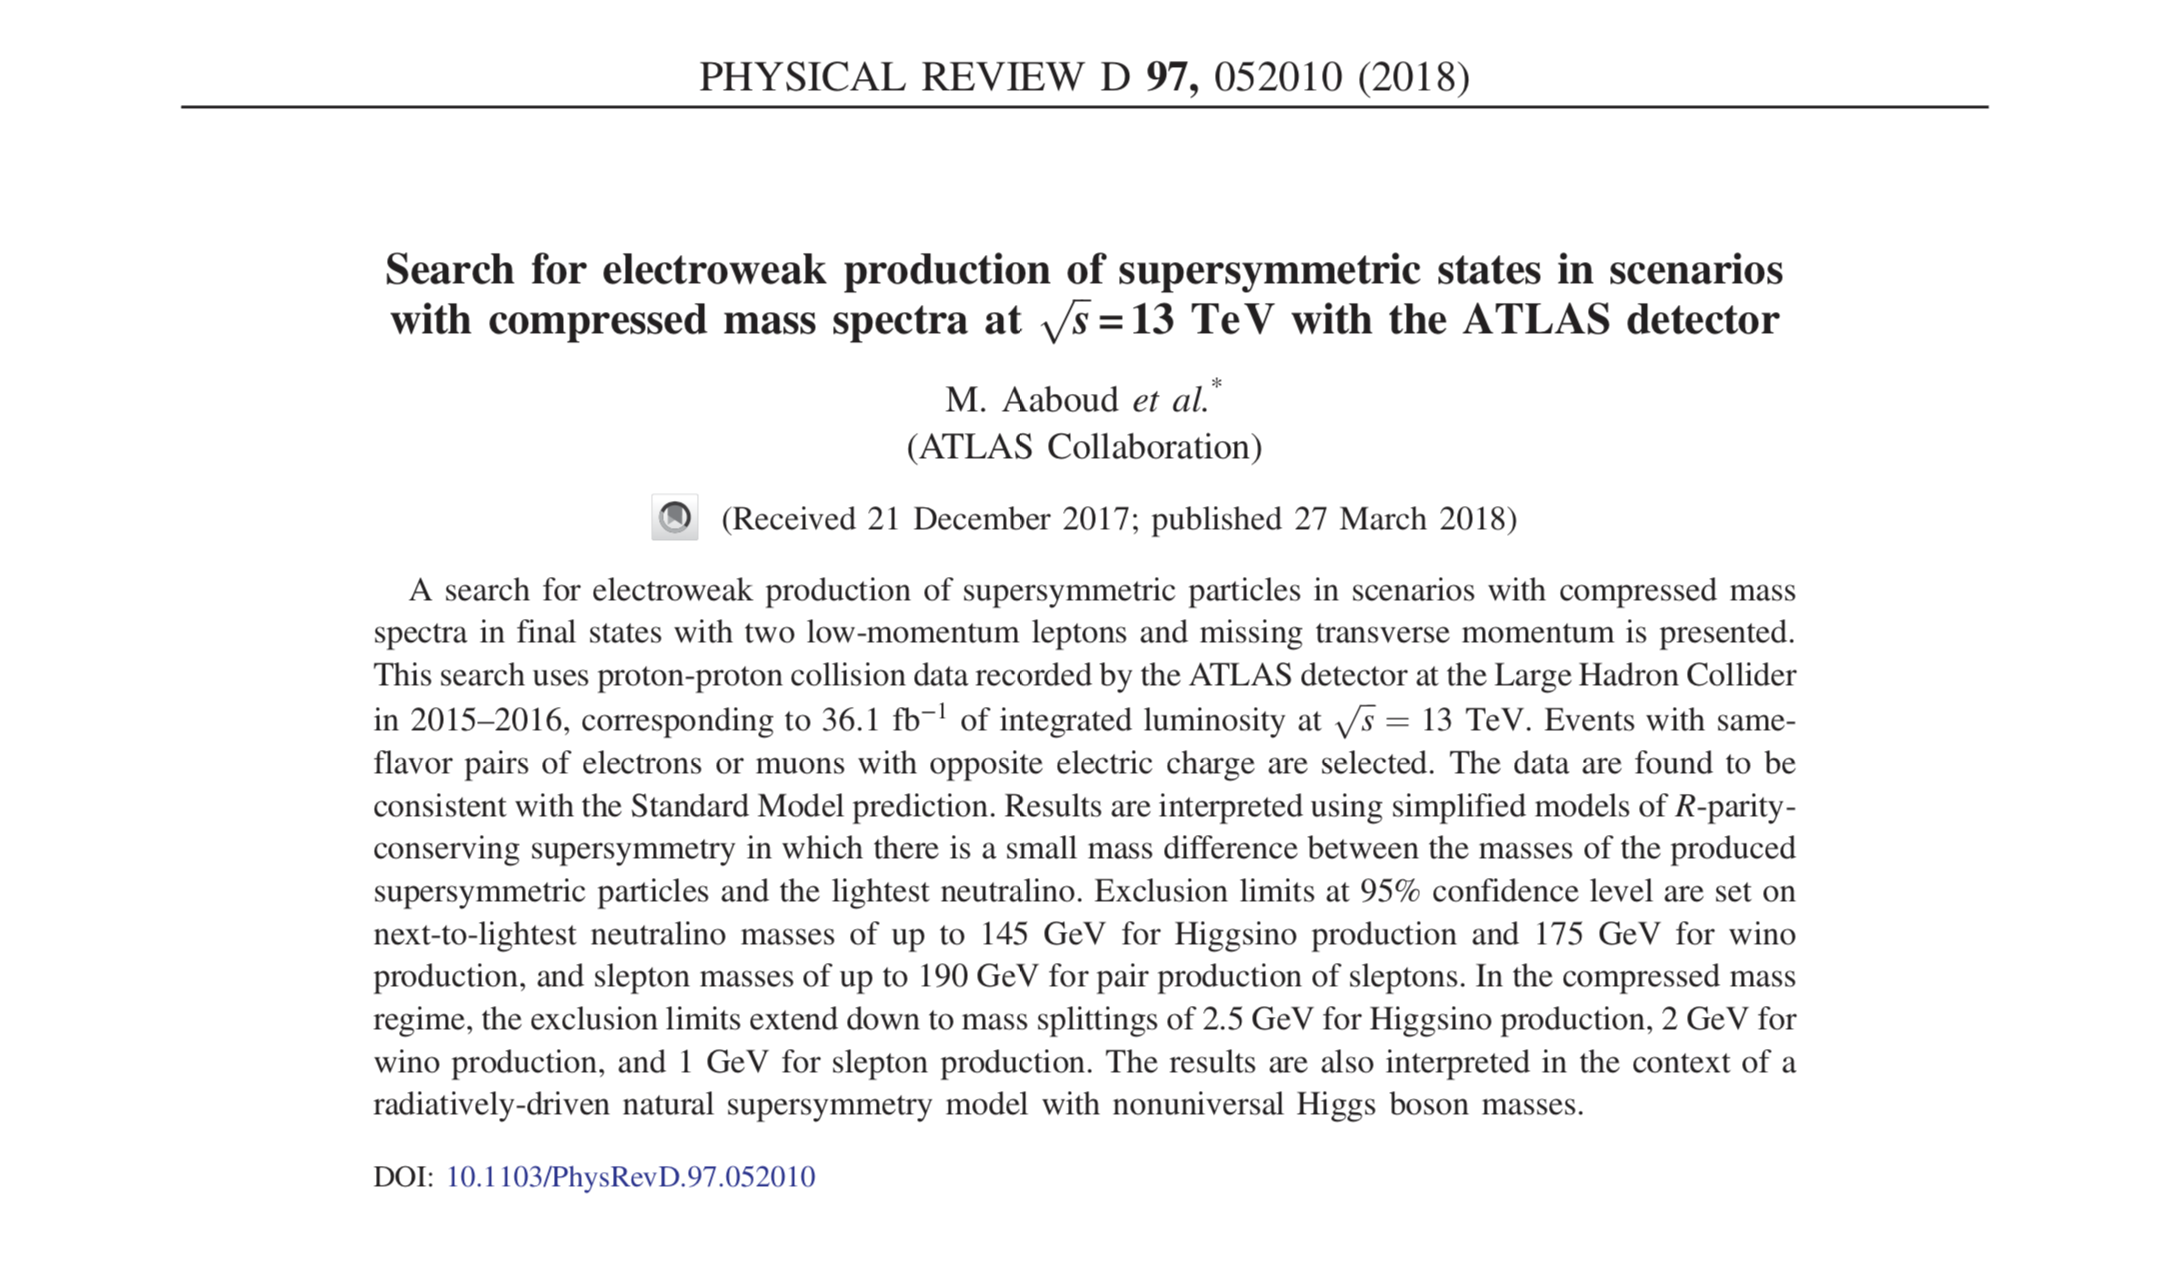 PHYSICAL REVIEW D 97, 052010 (2018)
Search for electroweak production of supersymmetric states in scenarios
with compressed mass spectra at √s = 13 TeV with the ATLAS detector
M. Aaboud et al.*
(ATLAS Collaboration)
(Received 21 December 2017; published 27 March 2018)
A search for electroweak production of supersymmetric particles in scenarios with compressed mass
spectra in final states with two low-momentum leptons and missing transverse momentum is presented.
This search uses proton-proton collision data recorded by the ATLAS detector at the Large Hadron Collider
in 2015–2016, corresponding to 36.1 fb⁻¹ of integrated luminosity at √s = 13 TeV. Events with same-
flavor pairs of electrons or muons with opposite electric charge are selected. The data are found to be
consistent with the Standard Model prediction. Results are interpreted using simplified models of R-parity-
conserving supersymmetry in which there is a small mass difference between the masses of the produced
supersymmetric particles and the lightest neutralino. Exclusion limits at 95% confidence level are set on
next-to-lightest neutralino masses of up to 145 GeV for Higgsino production and 175 GeV for wino
production, and slepton masses of up to 190 GeV for pair production of sleptons. In the compressed mass
regime, the exclusion limits extend down to mass splittings of 2.5 GeV for Higgsino production, 2 GeV for
wino production, and 1 GeV for slepton production. The results are also interpreted in the context of a
radiatively-driven natural supersymmetry model with nonuniversal Higgs boson masses.
DOI: 10.1103/PhysRevD.97.052010